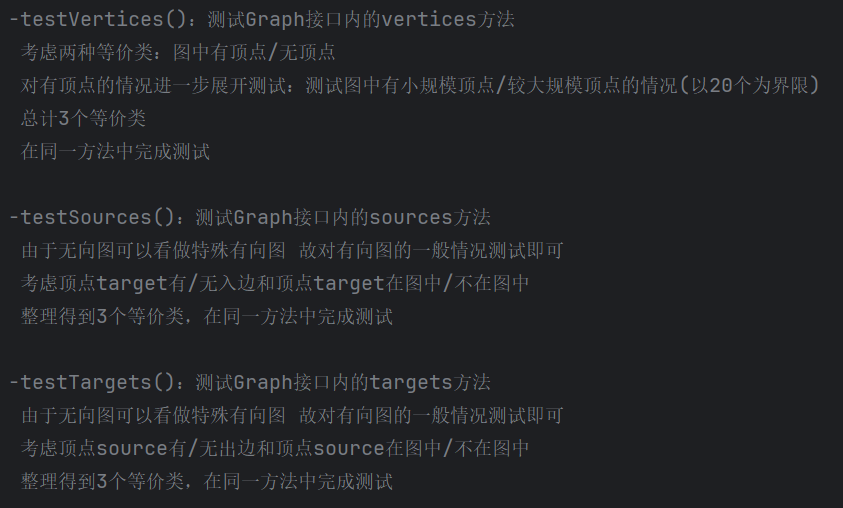 -testVertices()：测试Graph接口内的vertices方法
考虑两种等价类：图中有顶点/无顶点
对有顶点的情况进一步展开测试：测试图中有小规模顶点/较大规模顶点的情况(以20个为界限)
总计3个等价类
在同一方法中完成测试
-testSources()：测试Graph接口内的sources方法
由于无向图可以看做特殊有向图 故对有向图的一般情况测试即可
考虑顶点target有/无入边和顶点target在图中/不在图中
整理得到3个等价类，在同一方法中完成测试
-testTargets()：测试Graph接口内的targets方法
由于无向图可以看做特殊有向图 故对有向图的一般情况测试即可
考虑顶点source有/无出边和顶点source在图中/不在图中
整理得到3个等价类，在同一方法中完成测试